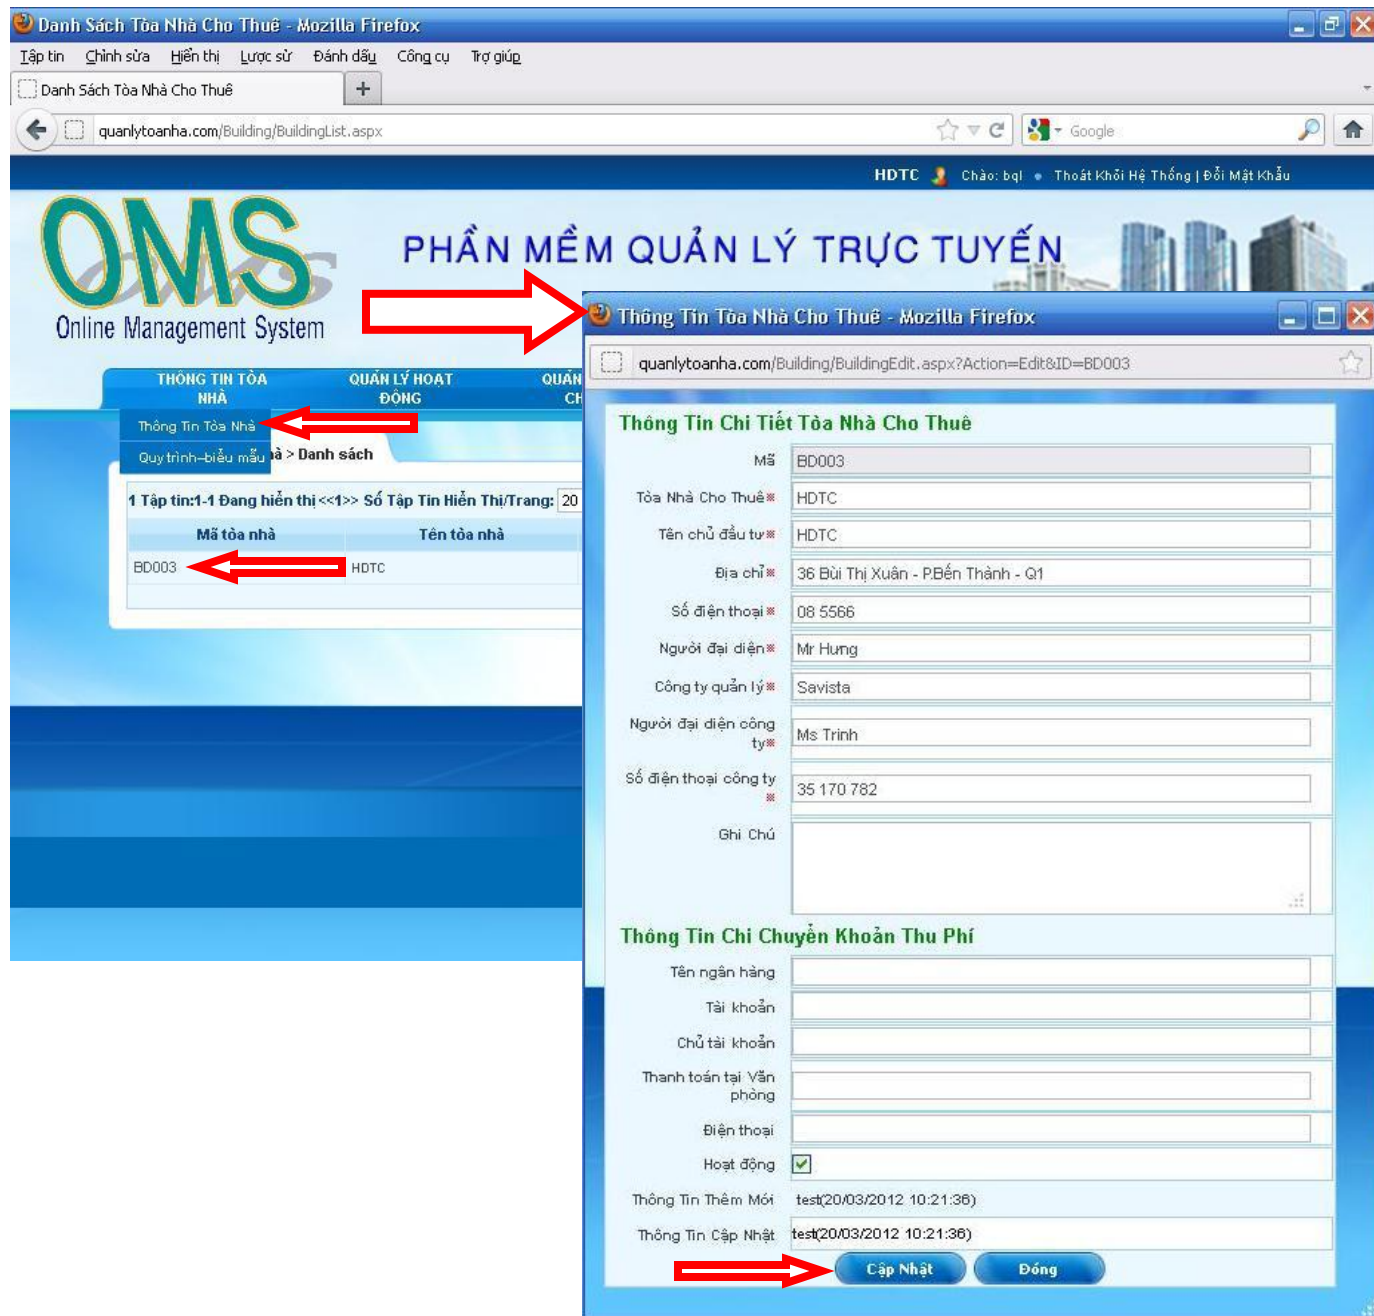 Danh Sách Tòa Nhà Cho Thuê - Mozilla Firefox
Tập tin Chỉnh sửa Hiển thị Lược sử Đánh dấu Công cụ Trợ giúp
Danh Sách Tòa Nhà Cho Thuê
quanlytoanha.com/Building/BuildingList.aspx
Google
HDTC Chào: bql Thoát Khỏi Hệ Thống | Đổi Mật Khẩu
OMS
Online Management System
PHẦN MỀM QUẢN LÝ TRỰC TUYẾN
THÔNG TIN TÒA NHÀ
QUẢN LÝ HOẠT ĐỘNG
Thông Tin Tòa Nhà
Quy trình–biểu mẫu
> Danh sách
1 Tập tin:1-1 Đang hiển thị <<1>> Số Tập Tin Hiển Thị/Trang: 20
Mã tòa nhà Tên tòa nhà
BD003 HDTC
Thông Tin Tòa Nhà Cho Thuê - Mozilla Firefox
quanlytoanha.com/Building/BuildingEdit.aspx?Action=Edit&ID=BD003
Thông Tin Chi Tiết Tòa Nhà Cho Thuê
Mã BD003
Tòa Nhà Cho Thuê※ HDTC
Tên chủ đầu tư※ HDTC
Địa chỉ※ 36 Bùi Thị Xuân - P.Bến Thành - Q1
Số điện thoại※ 08 5566
Người đại diện※ Mr Hưng
Công ty quản lý※ Savista
Người đại diện công
ty※ Ms Trinh
Số điện thoại công ty
※ 35 170 782
Ghi Chú
Thông Tin Chi Chuyển Khoản Thu Phí
Tên ngân hàng
Tài khoản
Chủ tài khoản
Thanh toán tại Văn
phòng
Điện thoại
Hoạt động
Thông Tin Thêm Mới test(20/03/2012 10:21:36)
Thông Tin Cập Nhật test(20/03/2012 10:21:36)
Cập Nhật Đóng